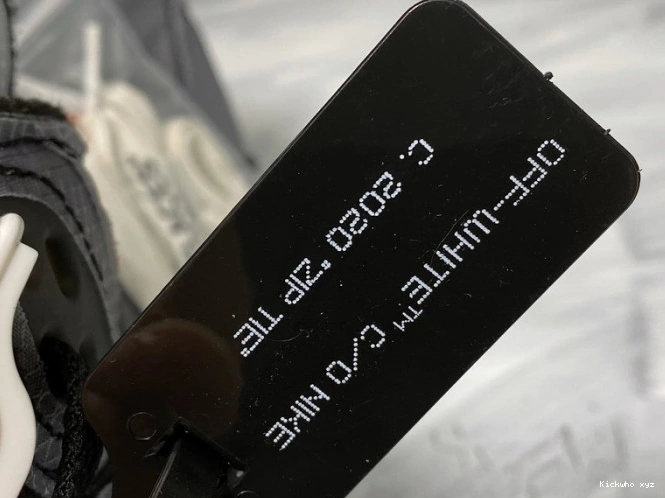 OFF-WHITE™ C/O NIKE
C. 2020 "ZIP TIE"
Kickwho xyz